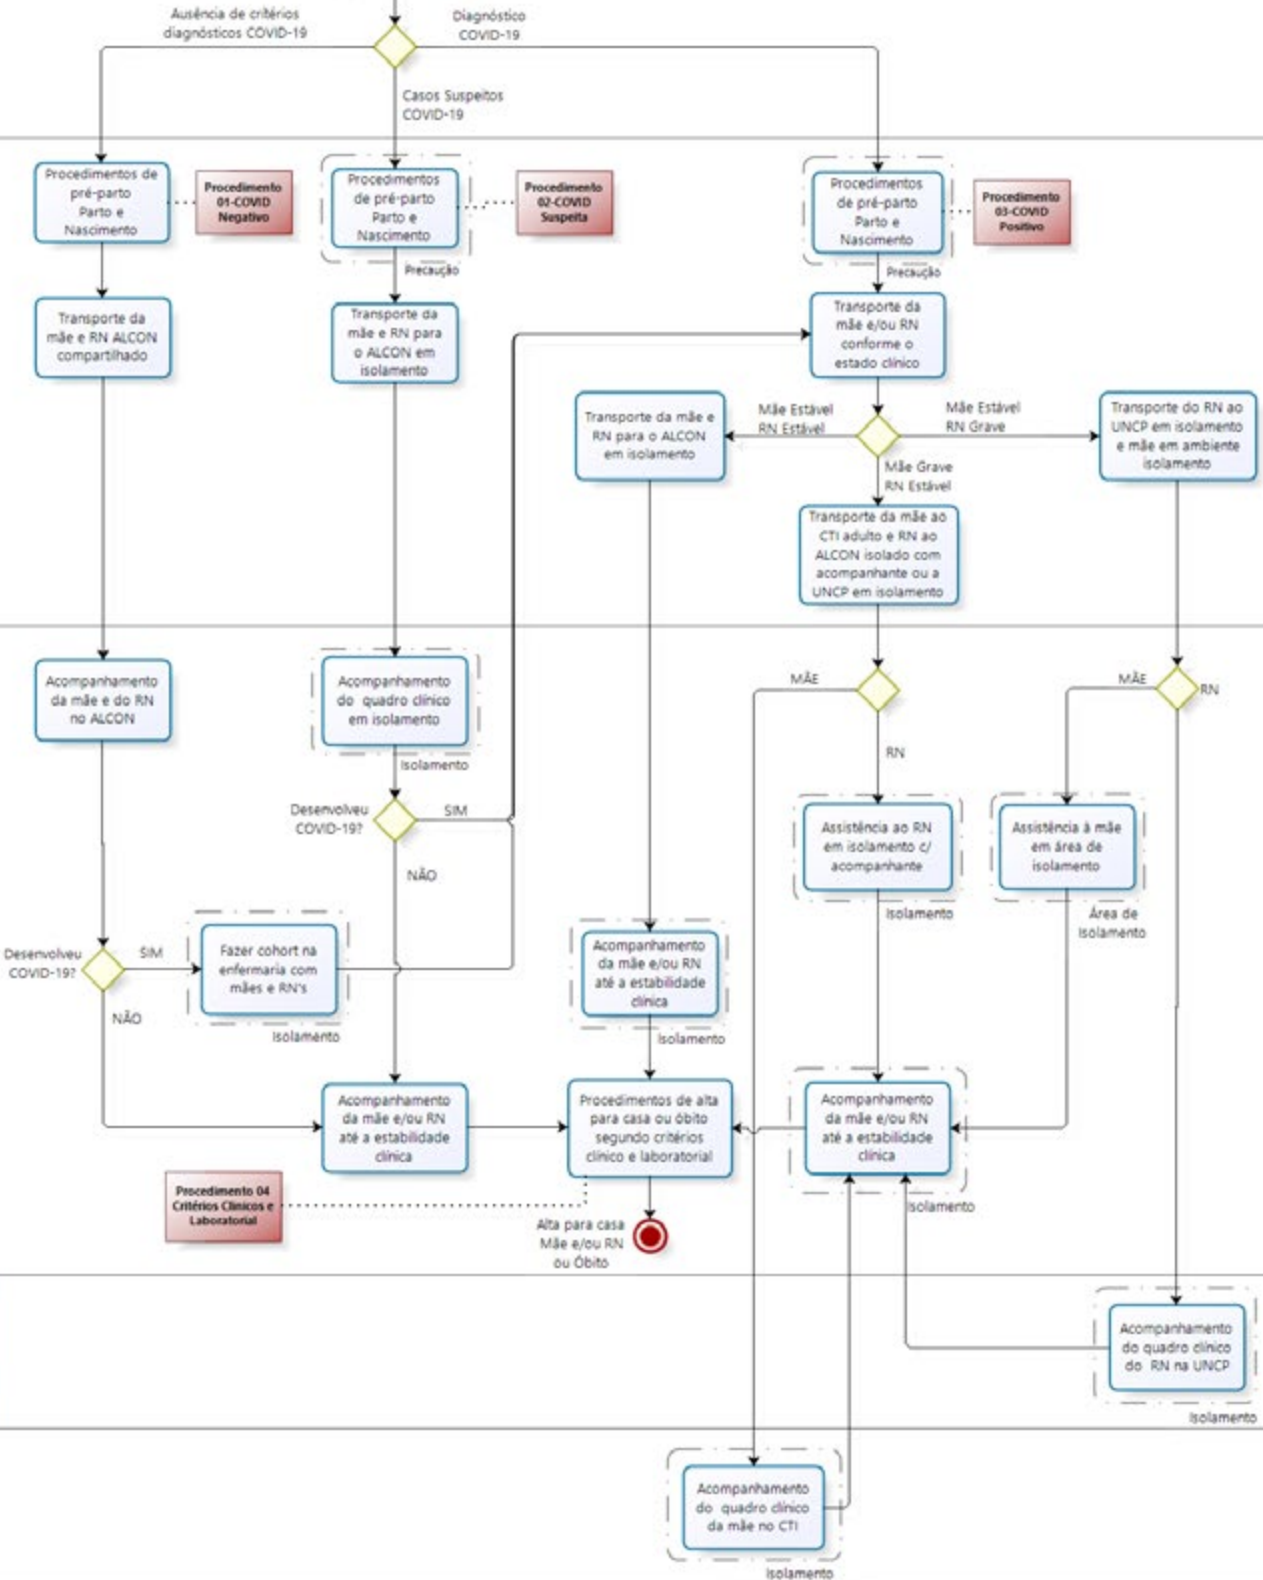 Ausência de critérios
diagnósticos COVID-19
Diagnóstico
COVID-19
Casos Suspeitos
COVID-19
Procedimentos de
pré-parto
Parto e
Nascimento
Procedimento
01-COVID
Negativo
Procedimentos
de pré-parto
Parto e
Nascimento
Procedimento
02-COVID
Suspeita
Procedimentos
de pré-parto
Parto e
Nascimento
Procedimento
03-COVID
Positivo
Precaução
Precaução
Transporte da
mãe e RN ALCON
compartilhado
Transporte da
mãe e RN para
o ALCON em
isolamento
Transporte da
mãe e/ou RN
conforme o
estado clínico
Transporte da mãe e
RN para o ALCON
em isolamento
Mãe Estável
RN Estável
Mãe Estável
RN Grave
Transporte do RN ao
UNCP em isolamento
e mãe em ambiente
isolamento
Mãe Grave
RN Estável
Transporte da mãe ao
CTI adulto e RN ao
ALCON isolado com
acompanhante ou a
UNCP em isolamento
Acompanhamento
da mãe e do RN
no ALCON
Acompanhamento
do quadro clínico
em isolamento
Isolamento
MÃE
RN
MÃE
RN
Desenvolveu
COVID-19?
SIM
NÃO
Assistência ao RN
em isolamento c/
acompanhante
Isolamento
Assistência à mãe
em área de
isolamento
Área de
Isolamento
Desenvolveu
COVID-19?
SIM
NÃO
Fazer cohort na
enfermaria com
mães e RN's
Isolamento
Acompanhamento
da mãe e/ou RN
até a estabilidade
clínica
Isolamento
Acompanhamento
da mãe e/ou RN
até a estabilidade
clínica
Procedimentos de alta
para casa ou óbito
segundo critérios
clínico e laboratorial
Acompanhamento
da mãe e/ou RN
até a estabilidade
clínica
Isolamento
Procedimento 04
Critérios Clínicos e
Laboratorial
Alta para casa
Mãe e/ou RN
ou Óbito
Acompanhamento
do quadro clínico
do RN na UNCP
Isolamento
Acompanhamento
do quadro clínico
da mãe no CTI
Isolamento